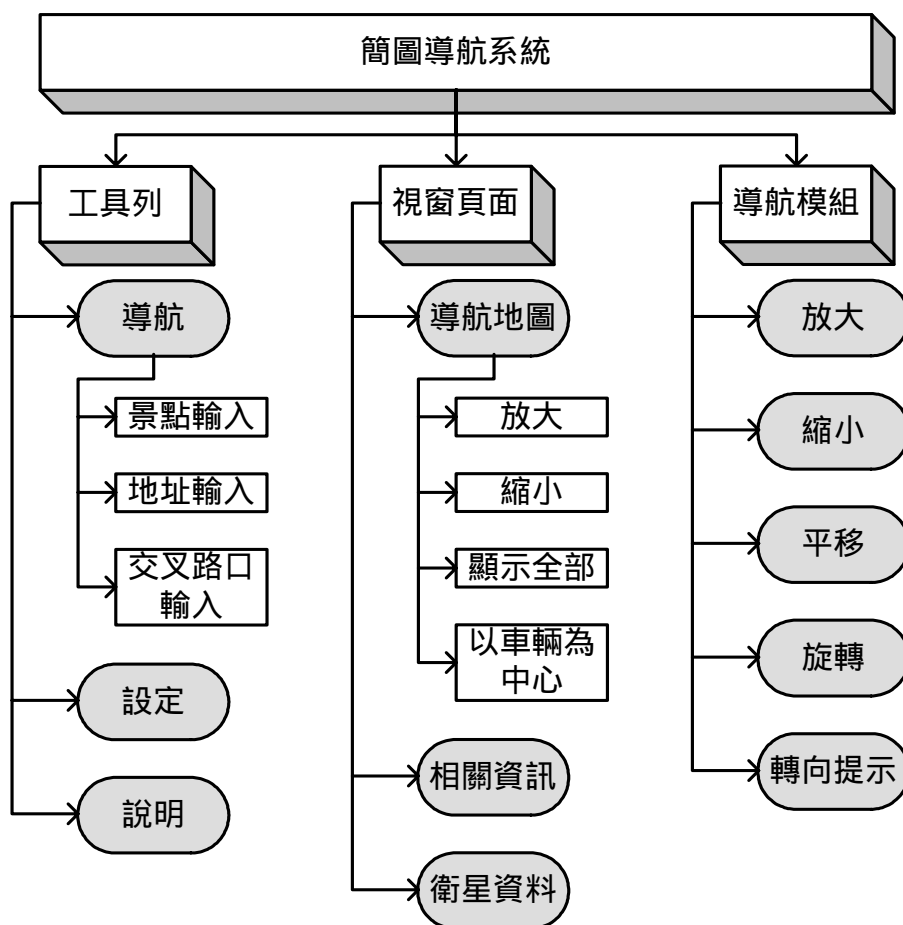 簡圖導航系統
工具列
導航
景點輸入
地址輸入
交叉路口
輸入
設定
說明
視窗頁面
導航地圖
放大
縮小
顯示全部
以車輛為
中心
相關資訊
衛星資料
導航模組
放大
縮小
平移
旋轉
轉向提示